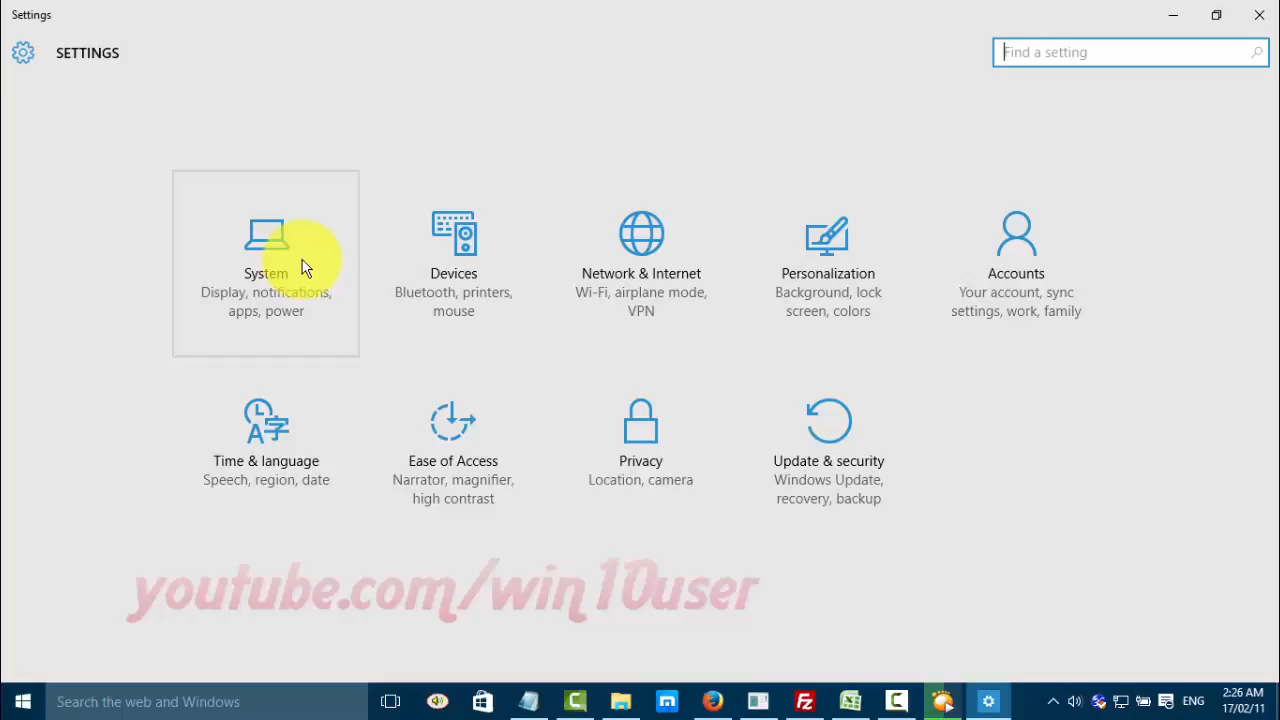 Settings
SETTINGS
Find a setting
System
Display, notifications,
apps, power
Devices
Bluetooth, printers,
mouse
Network & Internet
Wi-Fi, airplane mode,
VPN
Personalization
Background, lock
screen, colors
Accounts
Your account, sync
settings, work, family
Time & language
Speech, region, date
Ease of Access
Narrator, magnifier,
high contrast
Privacy
Location, camera
Update & security
Windows Update,
recovery, backup
youtube.com/win10user
Search the web and Windows
ENG
2:26 AM
17/02/11